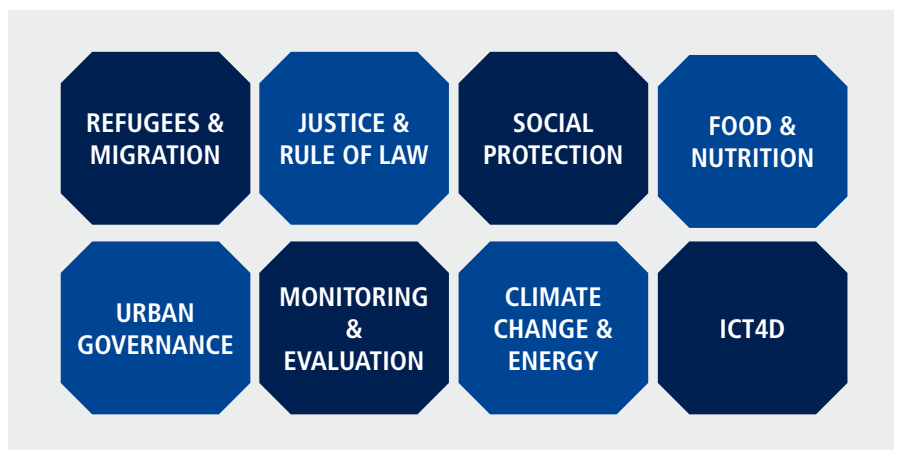 REFUGEES &
MIGRATION
JUSTICE &
RULE OF LAW
SOCIAL
PROTECTION
FOOD &
NUTRITION
URBAN
GOVERNANCE
MONITORING
&
EVALUATION
CLIMATE
CHANGE &
ENERGY
ICT4D